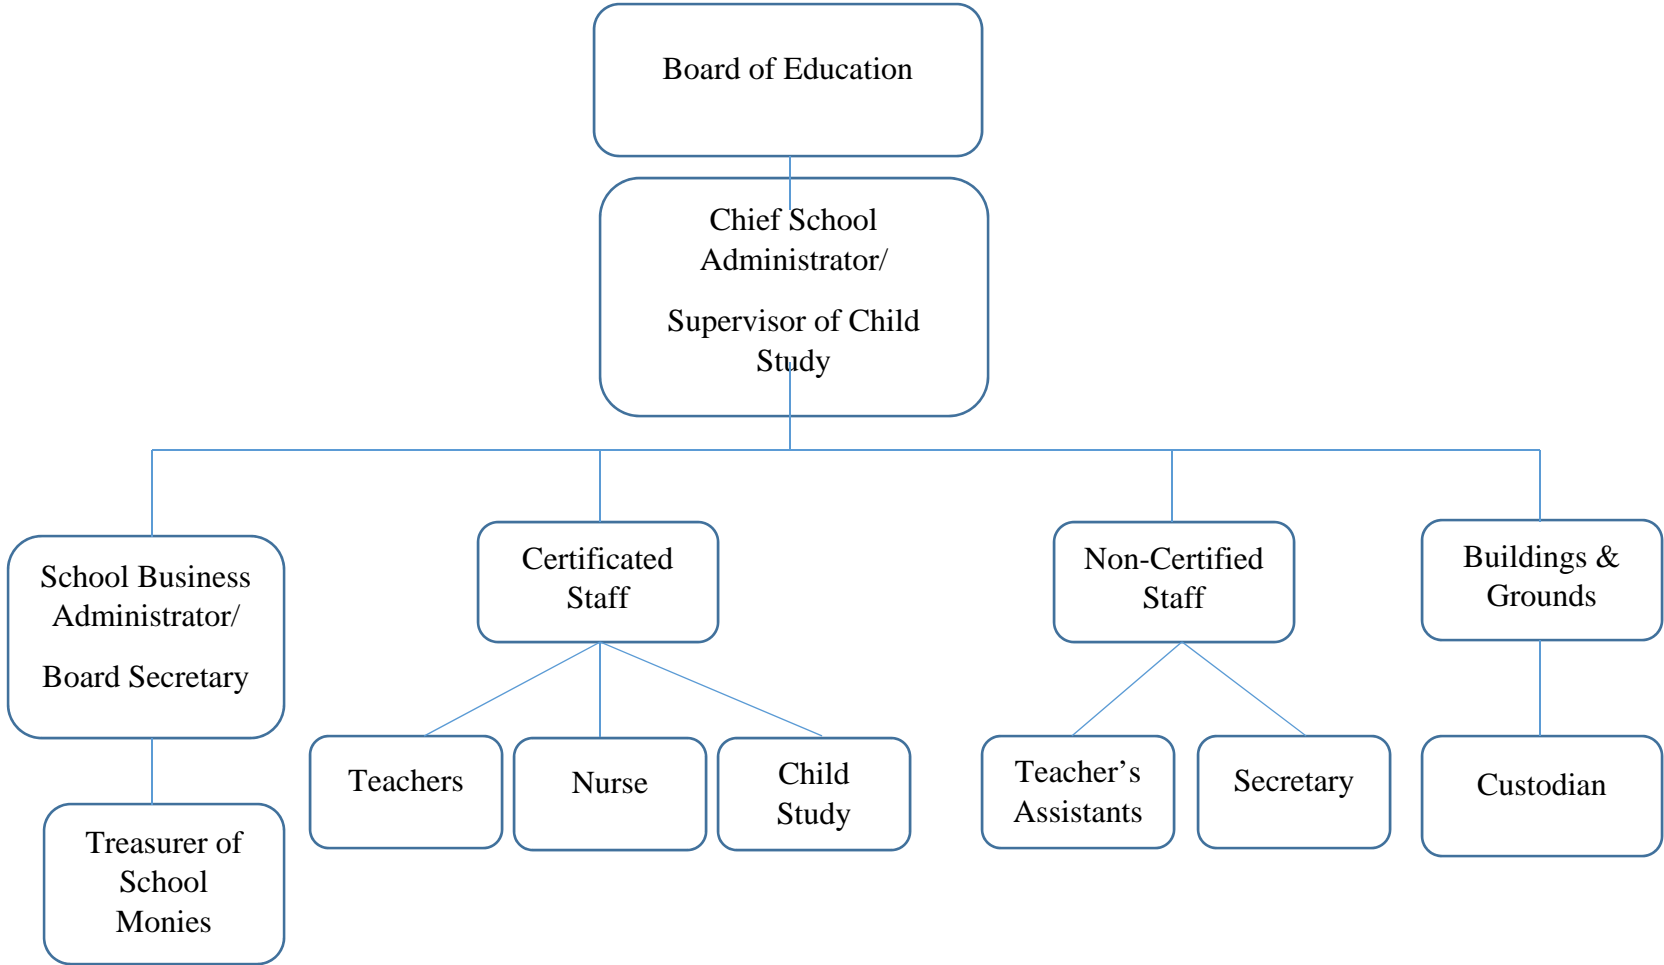 Board of Education
Chief School
Administrator/
Supervisor of Child
Study
School Business
Administrator/
Board Secretary
Certificated
Staff
Non-Certified
Staff
Buildings &
Grounds
Teachers
Nurse
Child
Study
Teacher’s
Assistants
Secretary
Custodian
Treasurer of
School
Monies